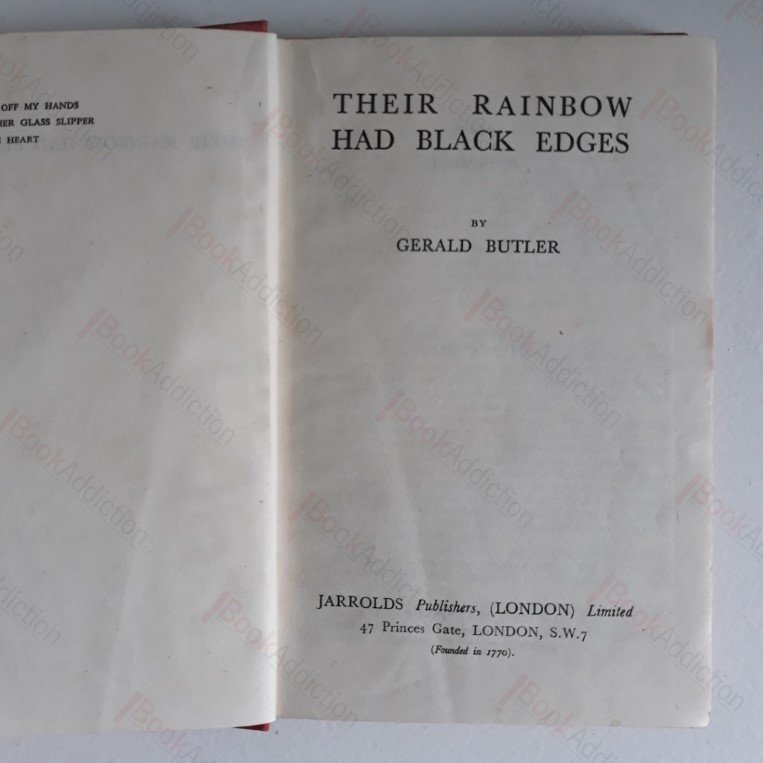 OFF MY HANDS
HER GLASS SLIPPER
HEART
THEIR RAINBOW
HAD BLACK EDGES
BY
GERALD BUTLER
JARROLDS Publishers, (LONDON) Limited
47 Princes Gate, LONDON, S.W.7
(Founded in 1770).
BookAddiction